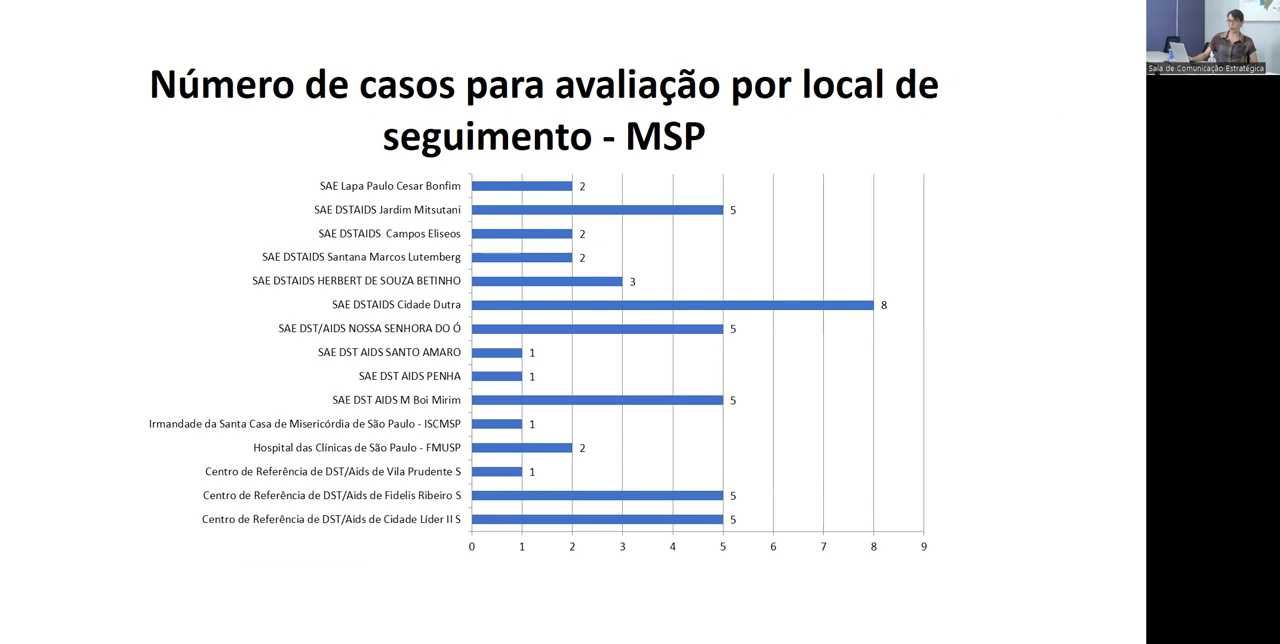 Número de casos para avaliação por local de
seguimento - MSP
SAE Lapa Paulo Cesar Bonfim 2
SAE DSTAIDS Jardim Mitsutani 5
SAE DSTAIDS Campos Eliseos 2
SAE DSTAIDS Santana Marcos Lutemberg 2
SAE DSTAIDS HERBERT DE SOUZA BETINHO 3
SAE DSTAIDS Cidade Dutra 8
SAE DST/AIDS NOSSA SENHORA DO Ó 5
SAE DST AIDS SANTO AMARO 1
SAE DST AIDS PENHA 1
SAE DST AIDS M Boi Mirim 5
Irmandade da Santa Casa de Misericórdia de São Paulo - ISCMSP 1
Hospital das Clínicas de São Paulo - FMUSP 2
Centro de Referência de DST/Aids de Vila Prudente S 1
Centro de Referência de DST/Aids de Fidelis Ribeiro S 5
Centro de Referência de DST/Aids de Cidade Líder II S 5
0 1 2 3 4 5 6 7 8 9
Sala de Comunicação Estratégica